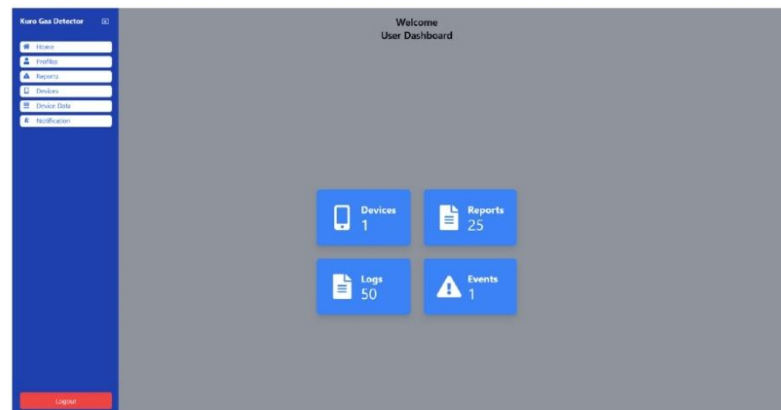 Kuro Gas Detector
Home
Profiles
Reports
Devices
Device Data
Notification
Logout
Welcome
User Dashboard
Devices
1
Reports
25
Logs
50
Events
1